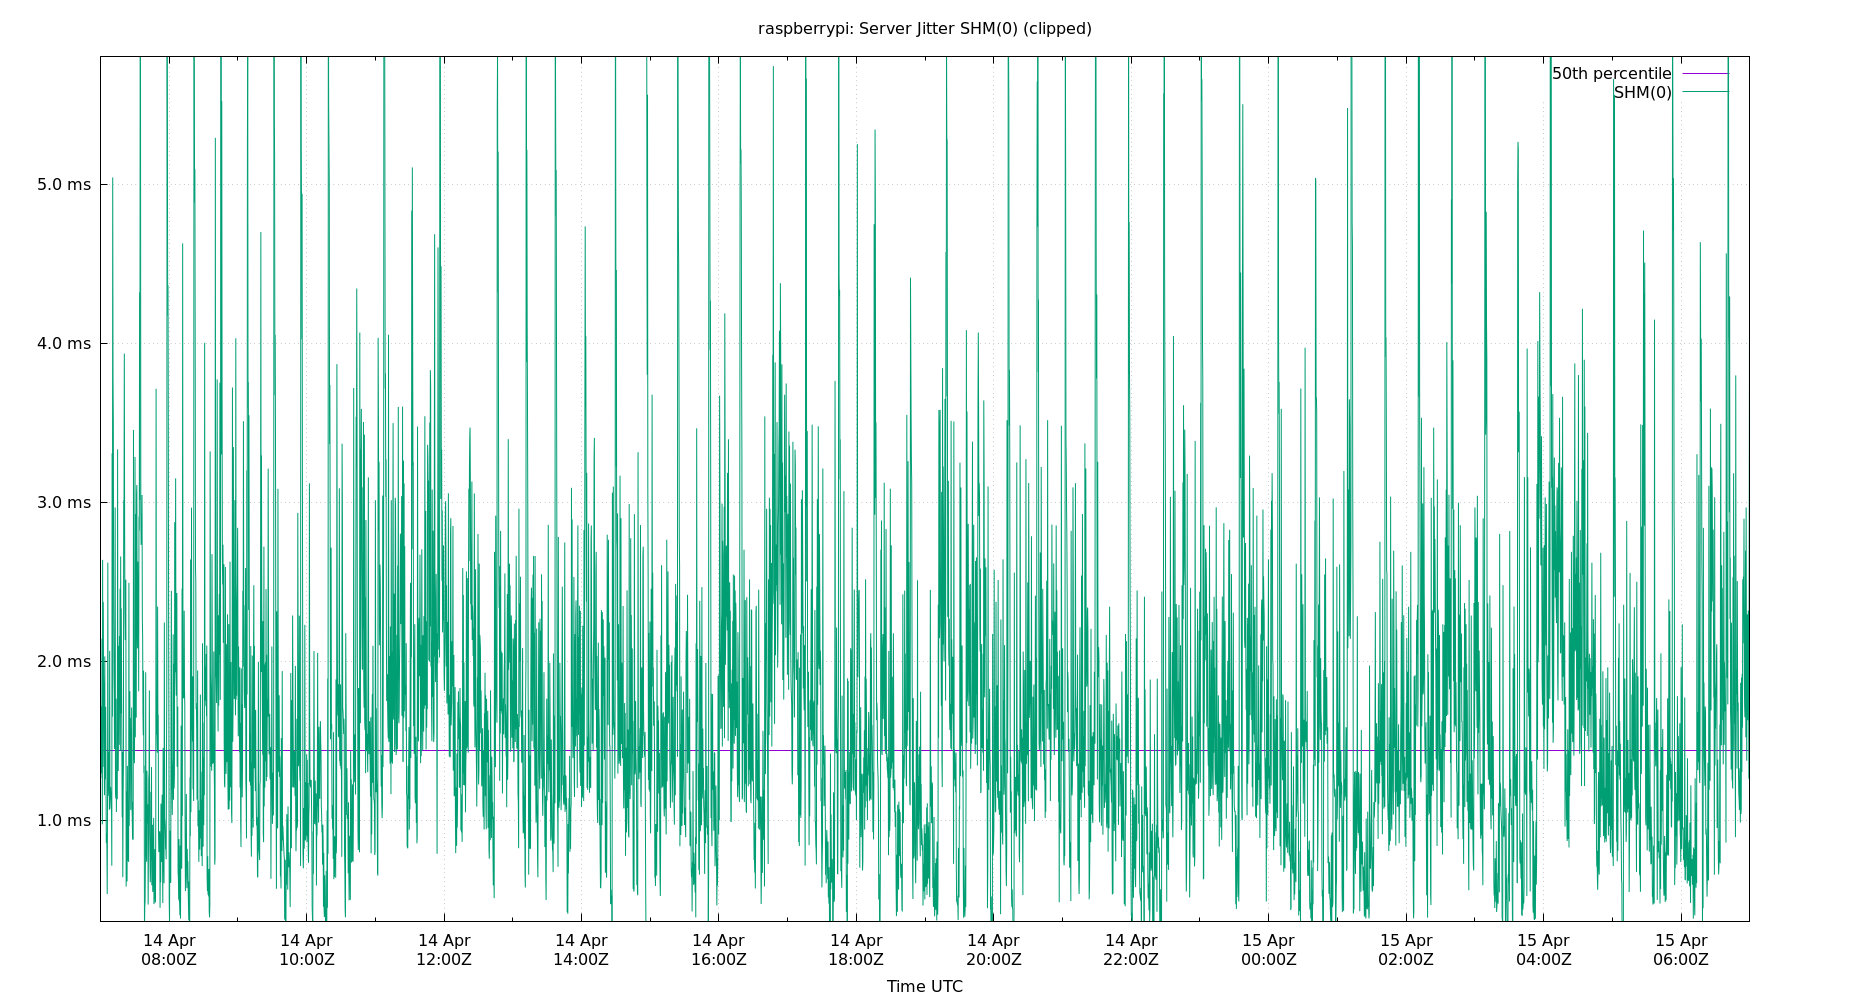 raspberrypi: Server Jitter SHM(0) (clipped)
50th percentile
SHM(0)
5.0 ms
4.0 ms
3.0 ms
2.0 ms
1.0 ms
14 Apr 14 Apr 14 Apr 14 Apr 14 Apr 14 Apr 14 Apr 14 Apr 15 Apr 15 Apr 15 Apr 15 Apr
08:00Z 10:00Z 12:00Z 14:00Z 16:00Z 18:00Z 20:00Z 22:00Z 00:00Z 02:00Z 04:00Z 06:00Z
Time UTC